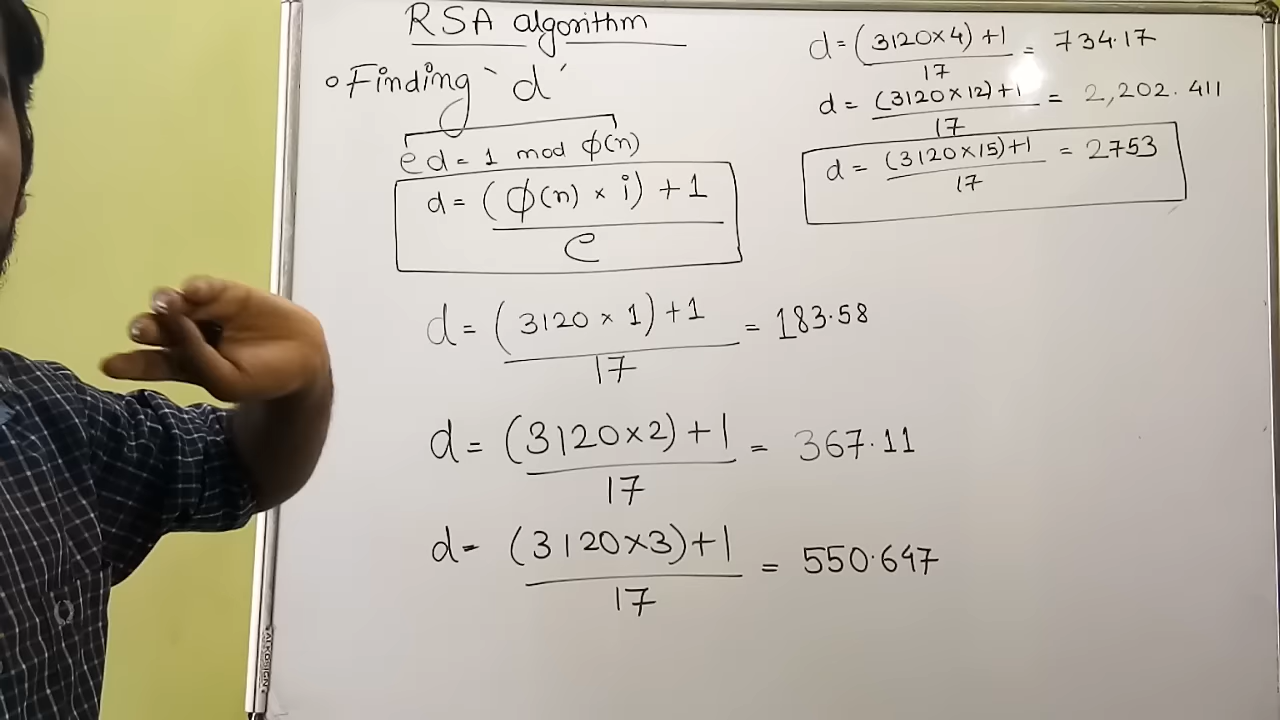 RSA algorithm
◦ Finding `d´
ed = 1 mod ϕ(n)
d = (ϕ(n) × i) + 1 / e
d = (3120 × 1) + 1 / 17 = 183.58
d = (3120×2) + 1 / 17 = 367.11
d = (3120×3) + 1 / 17 = 550.647
d = (3120×4) + 1 / 17 = 734.17
d = (3120×12) + 1 / 17 = 2,202.411
d = (3120×15) + 1 / 17 = 2753
ALKOSIGN